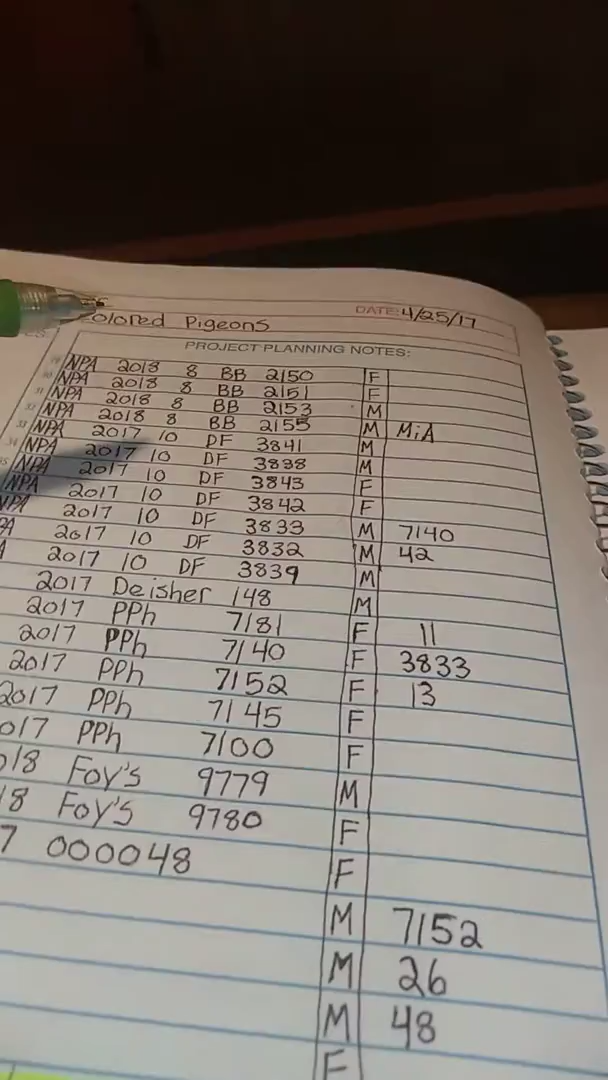 olored Pigeons DATE: 4/25/17
PROJECT PLANNING NOTES:
NPA 2018 8 BB 2150 F
NPA 2018 8 BB 2151 F
NPA 2018 8 BB 2153 M
NPA 2018 8 BB 2155 M MiA
NPA 2017 10 DF 3841 M
NPA 2017 10 DF 3838 M
NPA 2017 10 DF 3843 F
NPA 2017 10 DF 3842 F
NPA 2017 10 DF 3833 M 7140
PA 2017 10 DF 3832 M 42
A 2017 10 DF 3839 M
2017 Deisher 148 M
2017 PPh 7181 F 11
2017 PPh 7140 F 3833
2017 PPh 7152 F 13
2017 PPh 7145 F
017 PPh 7100 F
018 Foy's 9779 M
18 Foy's 9780 F
7 000048 F
M 7152
M 26
M 48
F